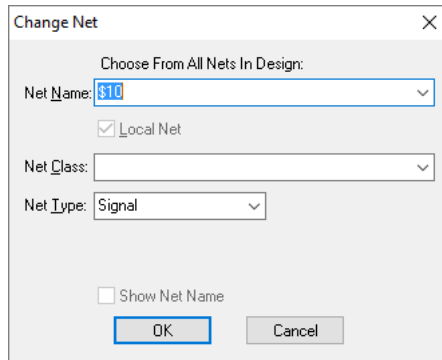 Change Net
Choose From All Nets In Design:
Net Name: $10
Local Net
Net Class:
Net Type: Signal
Show Net Name
OK Cancel